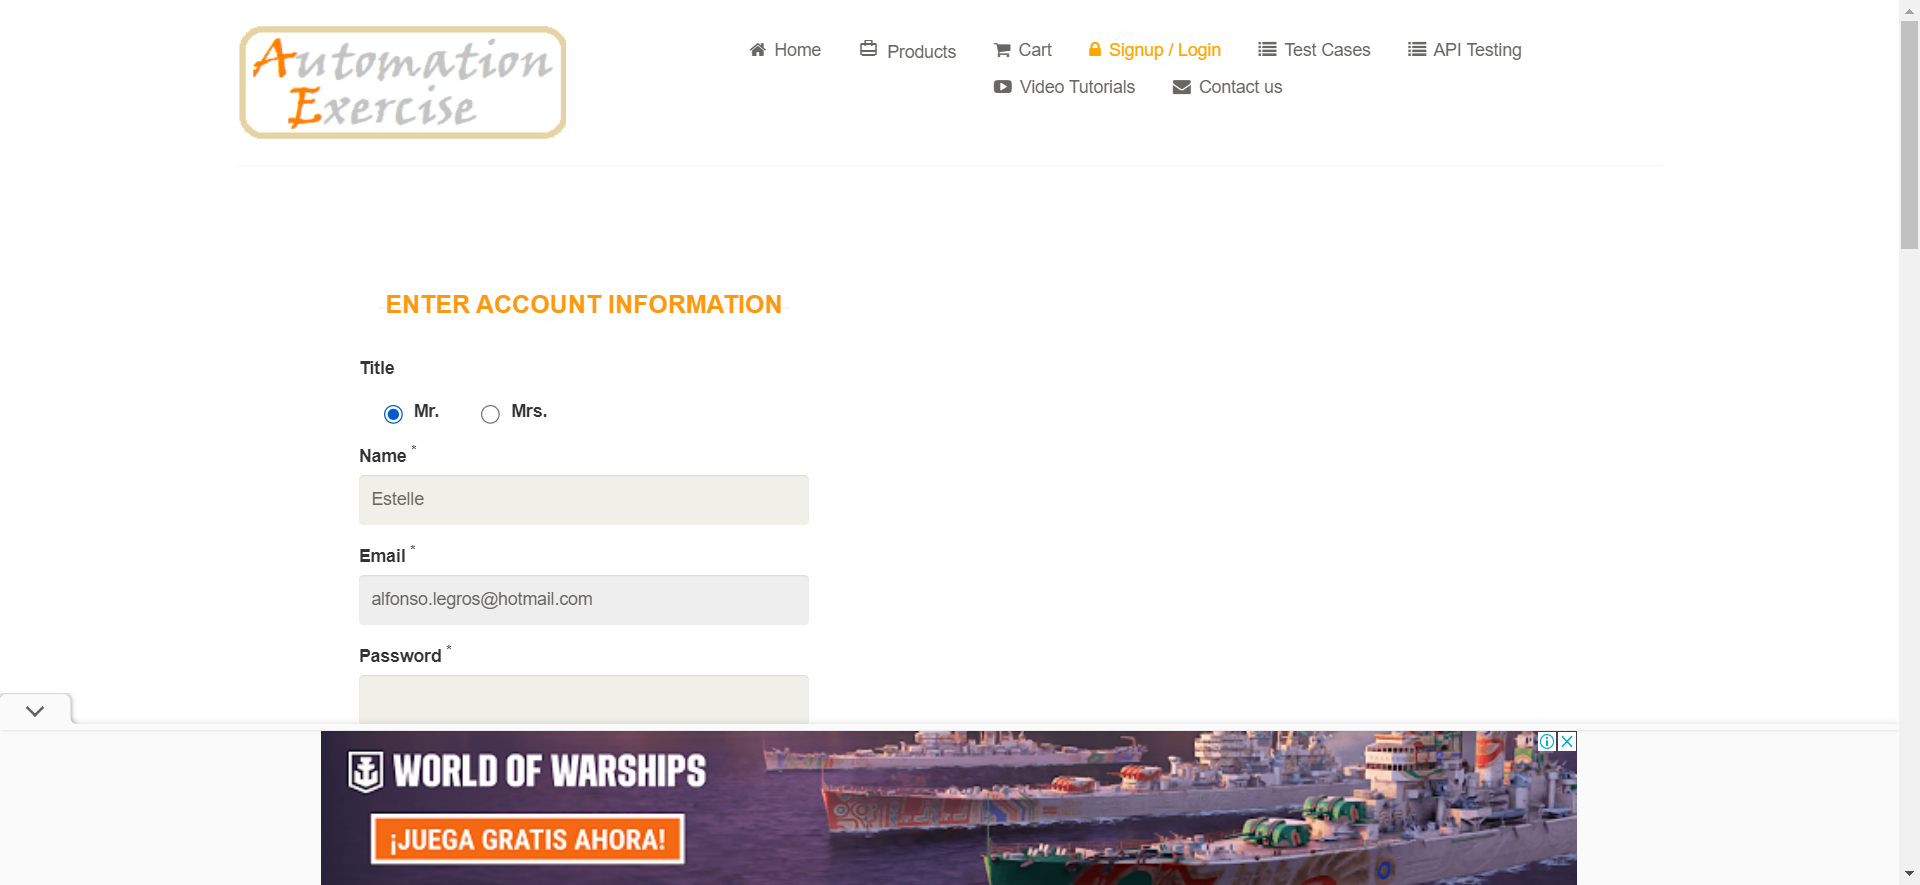 Automation
Exercise
Home
Products
Cart
Signup / Login
Test Cases
API Testing
Video Tutorials
Contact us
ENTER ACCOUNT INFORMATION
Title
Mr.
Mrs.
Name *
Estelle
Email *
alfonso.legros@hotmail.com
Password *
WORLD OF WARSHIPS
¡JUEGA GRATIS AHORA!